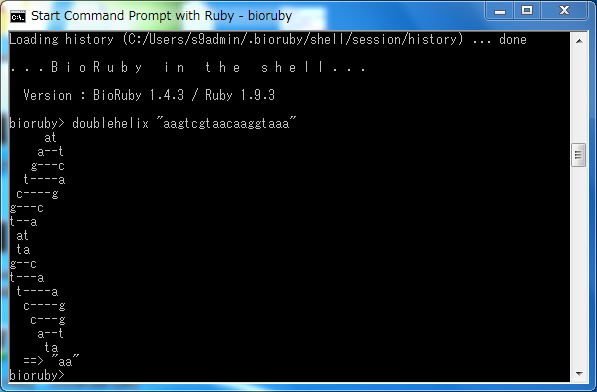 Start Command Prompt with Ruby - bioruby
Loading history (C:/Users/s9admin/.bioruby/shell/session/history) ... done
. . . B i o R u b y   i n   t h e   s h e l l . . .
  Version : BioRuby 1.4.3 / Ruby 1.9.3
bioruby> doublehelix "aagtcgtaacaaggtaaa"
     at
    a--t
   g---c
  t----a
 c----g
g---c
t--a
 at
 ta
g--c
t---a
 t----a
  c----g
   c---g
    a--t
     ta
  ==> "aa"
bioruby>